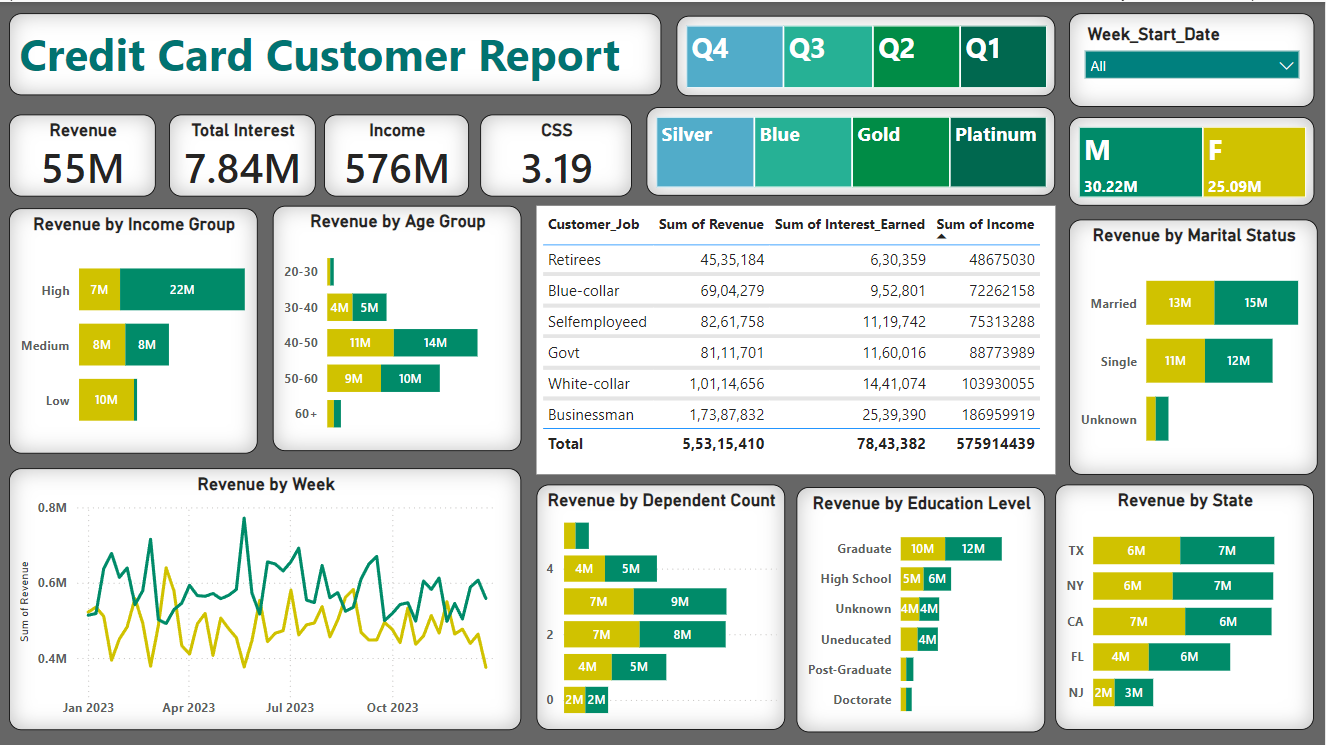 Credit Card Customer Report
Q4 Q3 Q2 Q1
Week_Start_Date
All
Revenue
55M
Total Interest
7.84M
Income
576M
CSS
3.19
Silver Blue Gold Platinum
M
30.22M
F
25.09M
Revenue by Income Group
High 7M 22M
Medium 8M 8M
Low 10M
Revenue by Age Group
20-30
30-40 4M 5M
40-50 11M 14M
50-60 9M 10M
60+
Customer_Job Sum of Revenue Sum of Interest_Earned Sum of Income
Retirees 45,35,184 6,30,359 48675030
Blue-collar 69,04,279 9,52,801 72262158
Selfemployeed 82,61,758 11,19,742 75313288
Govt 81,11,701 11,60,016 88773989
White-collar 1,01,14,656 14,41,074 103930055
Businessman 1,73,87,832 25,39,390 186959919
Total 5,53,15,410 78,43,382 575914439
Revenue by Marital Status
Married 13M 15M
Single 11M 12M
Unknown
Revenue by Week
Sum of Revenue
0.8M
0.6M
0.4M
Jan 2023 Apr 2023 Jul 2023 Oct 2023
Revenue by Dependent Count
4 4M 5M
7M 9M
2 7M 8M
4M 5M
0 2M 2M
Revenue by Education Level
Graduate 10M 12M
High School 5M 6M
Unknown 4M 4M
Uneducated 4M
Post-Graduate
Doctorate
Revenue by State
TX 6M 7M
NY 6M 7M
CA 7M 6M
FL 4M 6M
NJ 2M 3M